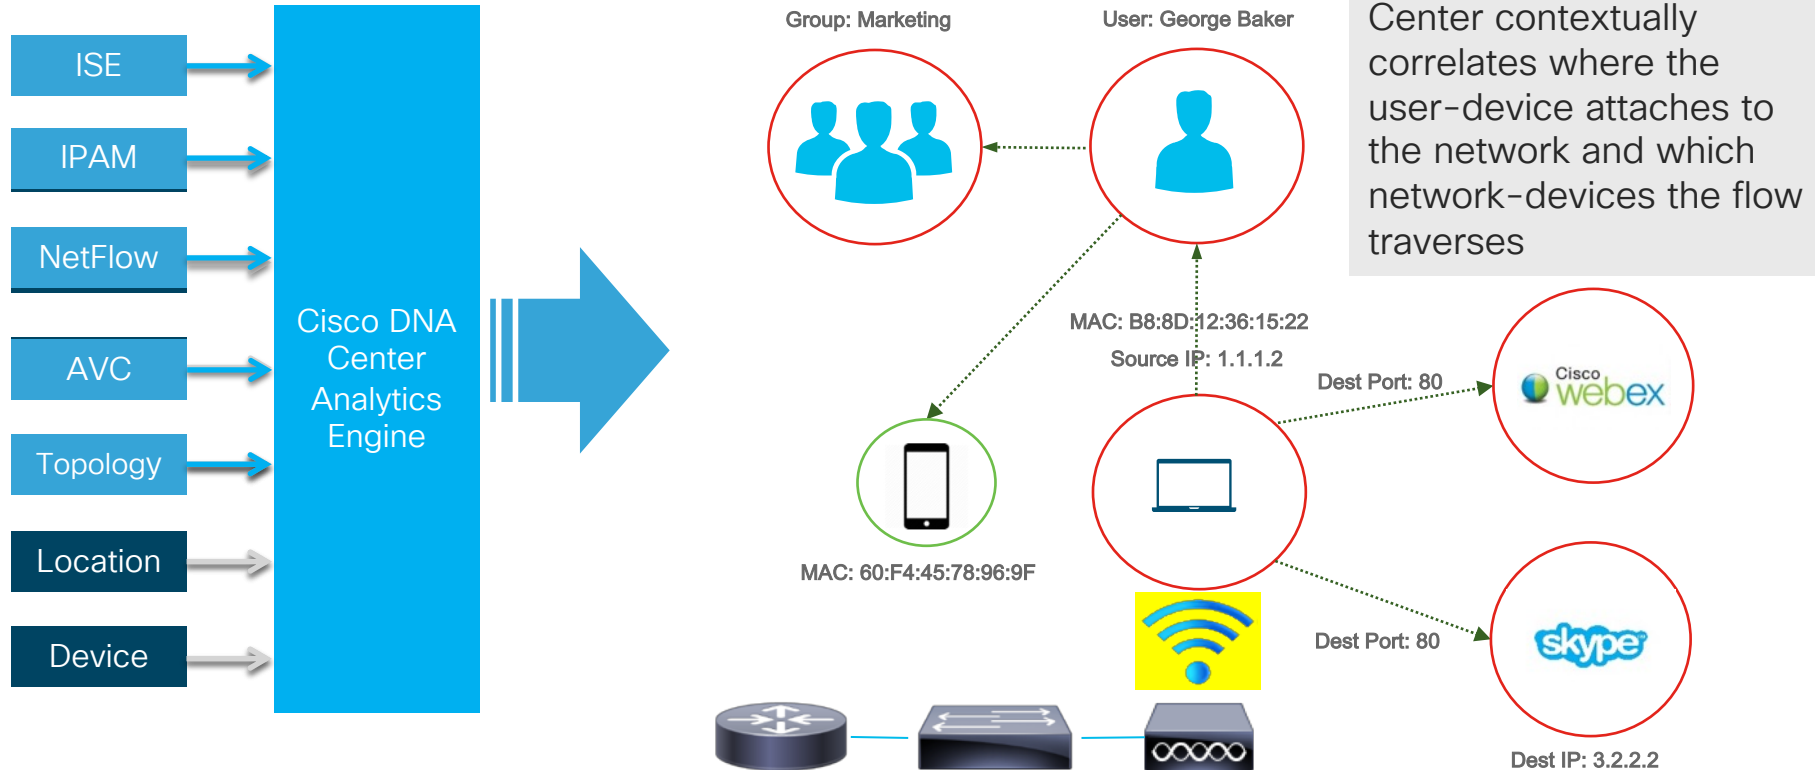 ISE
IPAM
NetFlow
AVC
Topology
Location
Device
Cisco DNA
Center
Analytics
Engine
Group: Marketing
User: George Baker
MAC: B8:8D:12:36:15:22
Source IP: 1.1.1.2
MAC: 60:F4:45:78:96:9F
Dest Port: 80
Cisco
webex
Dest Port: 80
skype
Dest IP: 3.2.2.2
Center contextually
correlates where the
user-device attaches to
the network and which
network-devices the flow
traverses